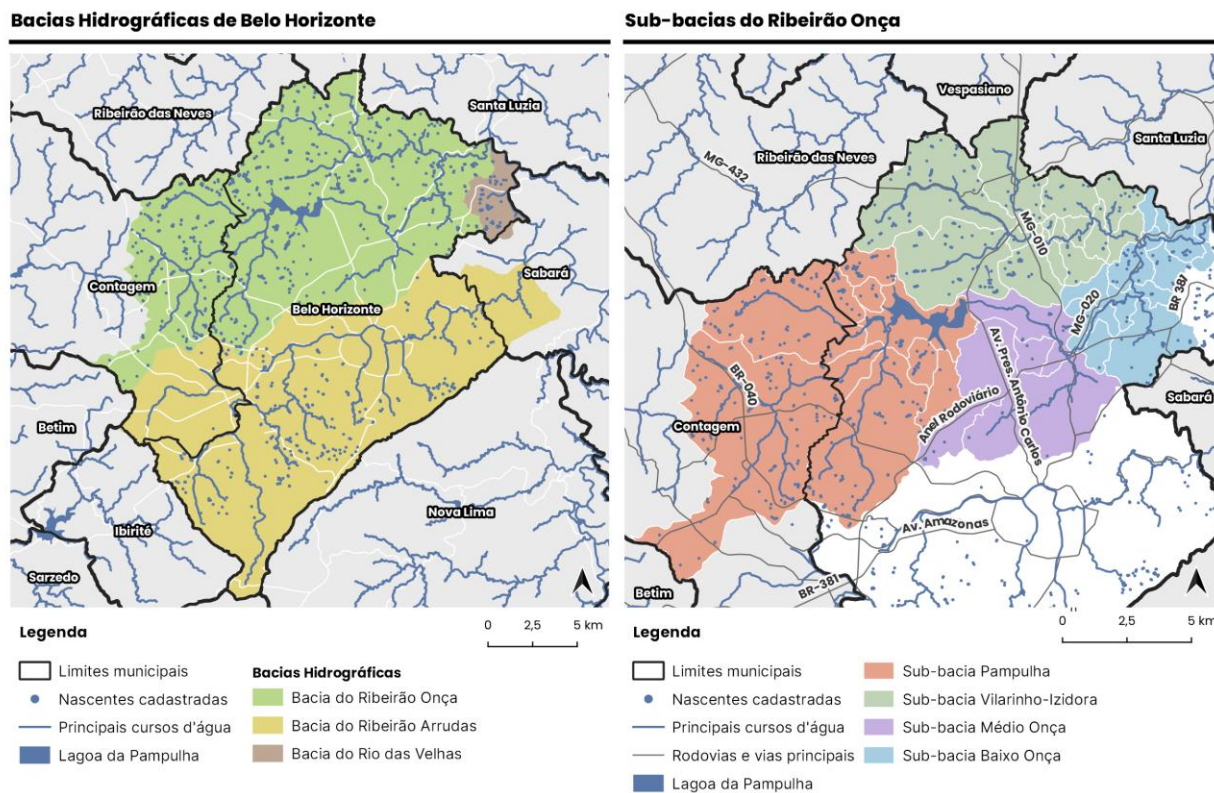 Bacias Hidrográficas de Belo Horizonte
Ribeirão das Neves
Santa Luzia
Contagem
Sabará
Belo Horizonte
Betim
Ibirité
Nova Lima
Sarzedo
0 2,5 5 km
Legenda
Limites municipais
Nascentes cadastradas
Principais cursos d'água
Lagoa da Pampulha
Bacias Hidrográficas
Bacia do Ribeirão Onça
Bacia do Ribeirão Arrudas
Bacia do Rio das Velhas
Sub-bacias do Ribeirão Onça
Vespasiano
Santa Luzia
Ribeirão das Neves
MG-432
MG-010
MG-020
BR 381
Av. Pres. Antônio Carlos
BR-040
Anel Rodoviário
Sabará
Contagem
Av. Amazonas
BR-381
Betim
0 2,5 5 km
Legenda
Limites municipais
Nascentes cadastradas
Principais cursos d'água
Rodovias e vias principais
Lagoa da Pampulha
Sub-bacia Pampulha
Sub-bacia Vilarinho-Izidora
Sub-bacia Médio Onça
Sub-bacia Baixo Onça